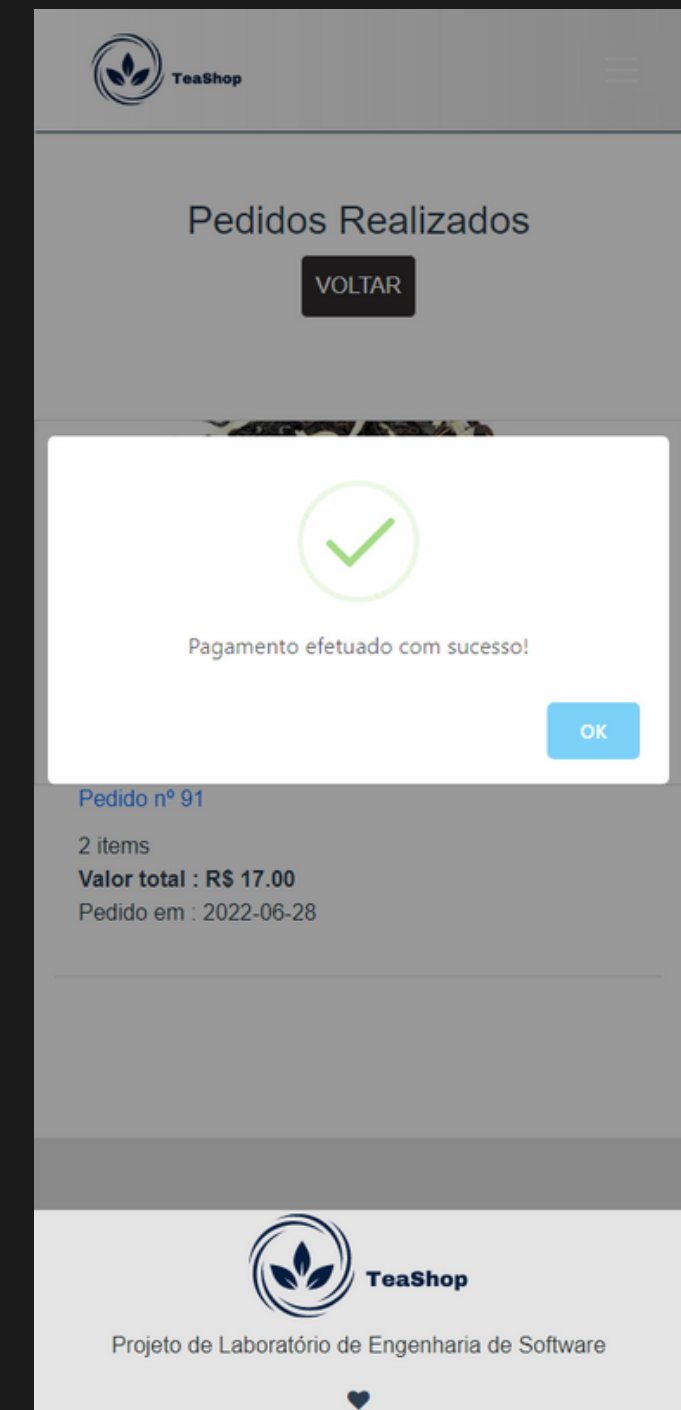 TeaShop
Pedidos Realizados
VOLTAR
Pagamento efetuado com sucesso!
OK
Pedido nº 91
2 items
Valor total : R$ 17.00
Pedido em : 2022-06-28
TeaShop
Projeto de Laboratório de Engenharia de Software